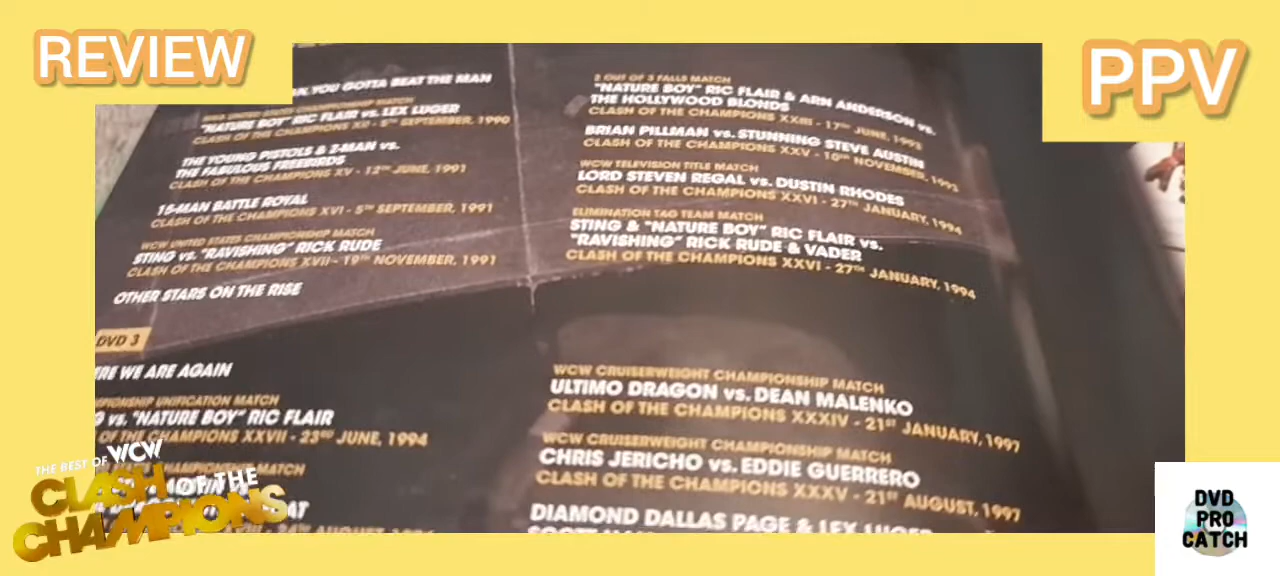 REVIEW
PPV
YOU GOTTA BEAT THE MAN
CHAMPIONSHIP MATCH
"NATURE BOY" RIC FLAIR vs. LEX LUGER
CLASH OF THE CHAMPIONS XII - 5TH SEPTEMBER, 1990
THE YOUNG PISTOLS & Z-MAN vs.
THE FABULOUS FREEBIRDS
CLASH OF THE CHAMPIONS XV - 12TH JUNE, 1991
18-MAN BATTLE ROYAL
CLASH OF THE CHAMPIONS XVI - 5TH SEPTEMBER, 1991
WCW UNITED STATES CHAMPIONSHIP MATCH
STING vs. "RAVISHING" RICK RUDE
CLASH OF THE CHAMPIONS XVII - 19TH NOVEMBER, 1991
OTHER STARS ON THE RISE
2 OUT OF 3 FALLS MATCH
"NATURE BOY" RIC FLAIR & ARN ANDERSON vs.
THE HOLLYWOOD BLONDS
CLASH OF THE CHAMPIONS XXIII - 17TH JUNE, 1993
BRIAN PILLMAN vs. STUNNING STEVE AUSTIN
CLASH OF THE CHAMPIONS XXV - 10TH NOVEMBER, 1993
WCW TELEVISION TITLE MATCH
LORD STEVEN REGAL vs. DUSTIN RHODES
CLASH OF THE CHAMPIONS XXVI - 27TH JANUARY, 1994
ELIMINATION TAG TEAM MATCH
STING & "NATURE BOY" RIC FLAIR vs.
"RAVISHING" RICK RUDE & VADER
CLASH OF THE CHAMPIONS XXVI - 27TH JANUARY, 1994
DVD 3
RE WE ARE AGAIN
PIONSHIP UNIFICATION MATCH
G vs. "NATURE BOY" RIC FLAIR
OF THE CHAMPIONS XXVII - 23RD JUNE, 1994
WCW CRUISERWEIGHT CHAMPIONSHIP MATCH
ULTIMO DRAGON vs. DEAN MALENKO
CLASH OF THE CHAMPIONS XXXIV - 21ST JANUARY, 1997
WCW CRUISERWEIGHT CHAMPIONSHIP MATCH
CHRIS JERICHO vs. EDDIE GUERRERO
CLASH OF THE CHAMPIONS XXXV - 21ST AUGUST, 1997
DIAMOND DALLAS PAGE & LEX LUGER
THE BEST OF WCW
CLASH OF THE
CHAMPIONS
DVD
PRO
CATCH